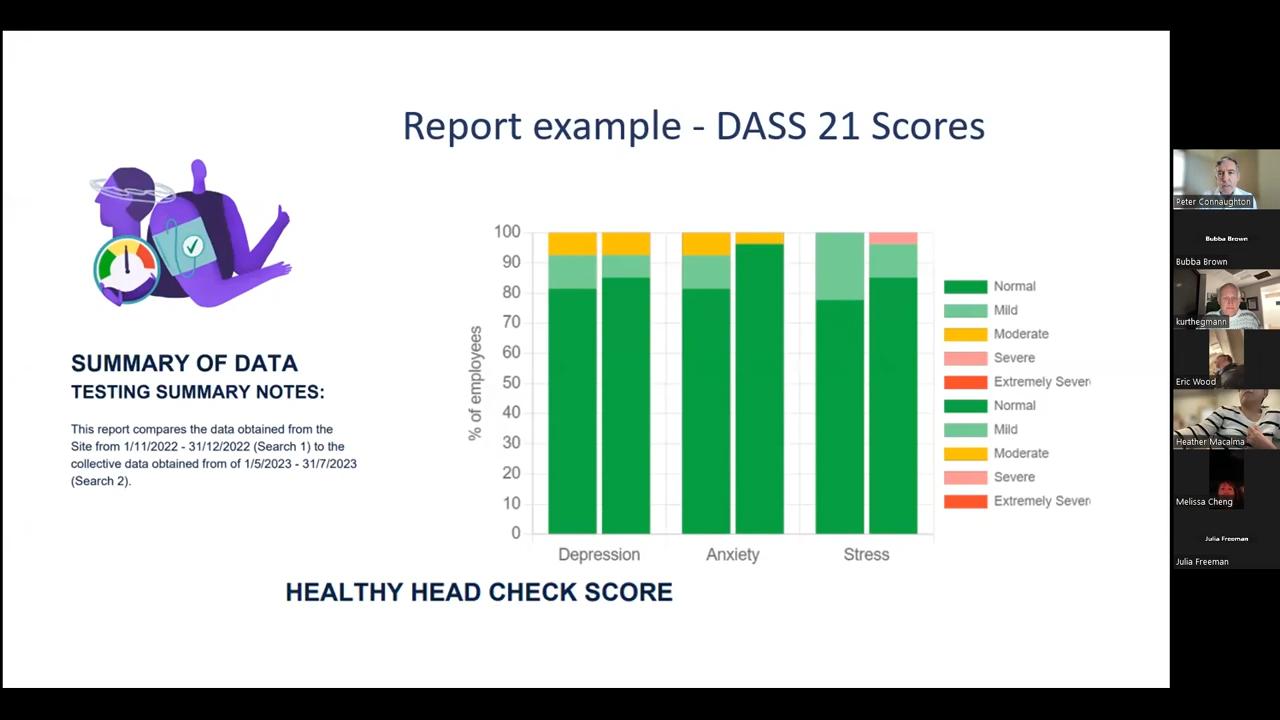 Report example - DASS 21 Scores
SUMMARY OF DATA
TESTING SUMMARY NOTES:
This report compares the data obtained from the
Site from 1/11/2022 - 31/12/2022 (Search 1) to the
collective data obtained from of 1/5/2023 - 31/7/2023
(Search 2).
% of employees
100
90
80
70
60
50
40
30
20
10
0
Depression
Anxiety
Stress
Normal
Mild
Moderate
Severe
Extremely Sever
Normal
Mild
Moderate
Severe
Extremely Sever
HEALTHY HEAD CHECK SCORE
Peter Connaughton
Bubba Brown
Bubba Brown
kurthegmann
Eric Wood
Heather Macalma
Melissa Cheng
Julia Freeman
Julia Freeman